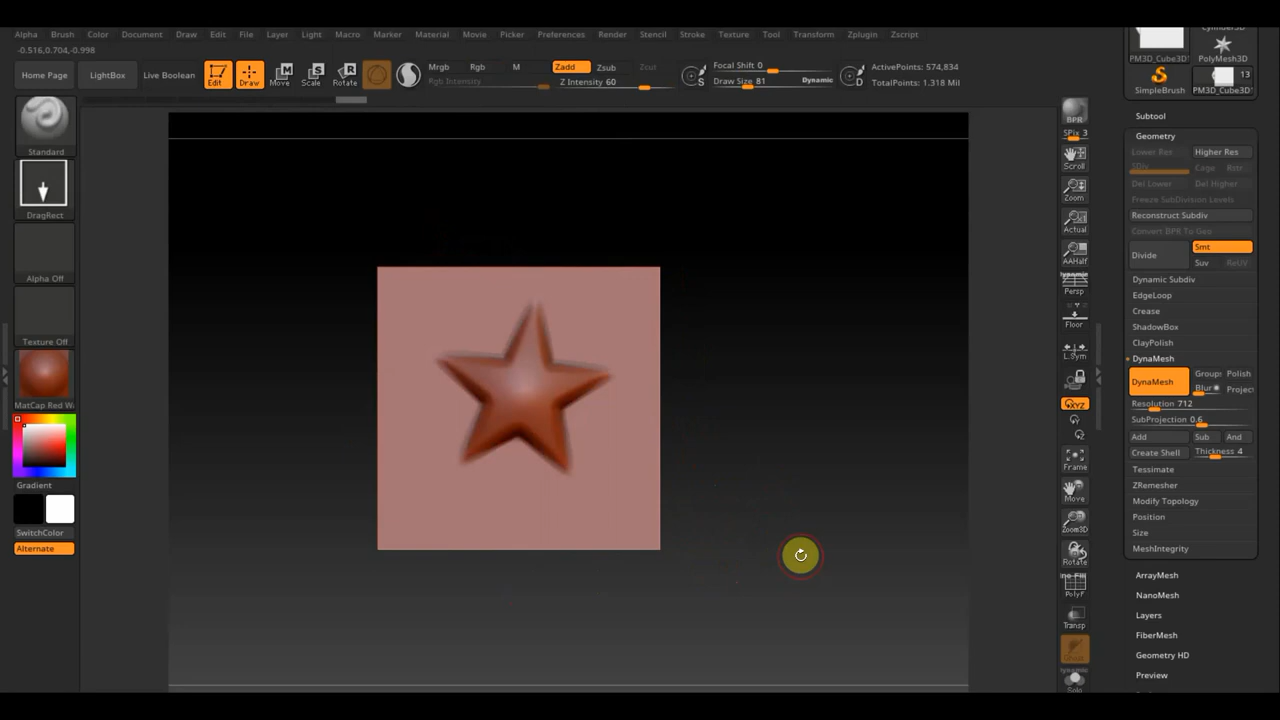 Alpha Brush Color Document Draw Edit File Layer Light Macro Marker Material Movie Picker Preferences Render Stencil Stroke Texture Tool Transform Zplugin Zscript
-0.516,0.704,-0.998
Home Page LightBox Live Boolean Edit Draw Move Scale Rotate
Mrgb Rgb M Zadd Zsub Zcut
Rgb Intensity Z Intensity 60
S Focal Shift 0
Draw Size 81 Dynamic
D ActivePoints: 574,834
TotalPoints: 1.318 Mil
PM3D_Cube3D Cylinder3D
PolyMesh3D
SimpleBrush
13
PM3D_Cube3D
Standard
DragRect
Alpha Off
Texture Off
MatCap Red W
Gradient
SwitchColor
Alternate
BPR
SPix 3
Scroll
Zoom
Actual
AAHalf
Dynamic
Persp
Floor
L.Sym
XYZ
Y
Z
Frame
Move
Zoom3D
Rotate
PolyF
Transp
Ghost
Dynamic
Solo
Subtool
Geometry
Lower Res Higher Res
SDiv Cage Rstr
Del Lower Del Higher
Freeze SubDivision Levels
Reconstruct Subdiv
Convert BPR To Geo
Divide Smt
Suv ReUV
Dynamic Subdiv
EdgeLoop
Crease
ShadowBox
ClayPolish
DynaMesh
DynaMesh Group Polish
Blur Project
Resolution 712
SubProjection 0.6
Add Sub And
Create Shell Thickness 4
Tessimate
ZRemesher
Modify Topology
Position
Size
MeshIntegrity
ArrayMesh
NanoMesh
Layers
FiberMesh
Geometry HD
Preview